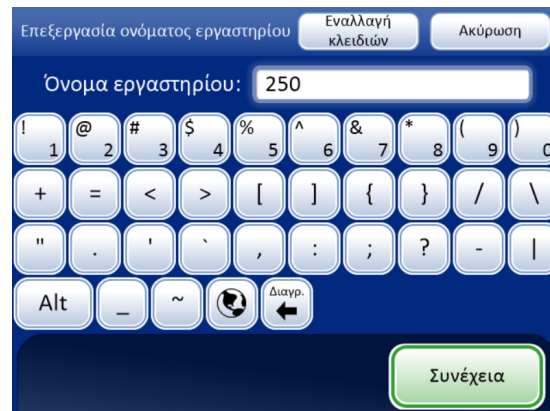 Επεξεργασία ονόματος εργαστηρίου
Εναλλαγή
κλειδιών
Ακύρωση
Όνομα εργαστηρίου: 250
! 1 @ 2 # 3 $ 4 % 5 ^ 6 & 7 * 8 ( 9 ) 0
+ = < > [ ] { } / \
" . ' ` , : ; ? - |
Alt _ ~ Διαγρ.
Συνέχεια